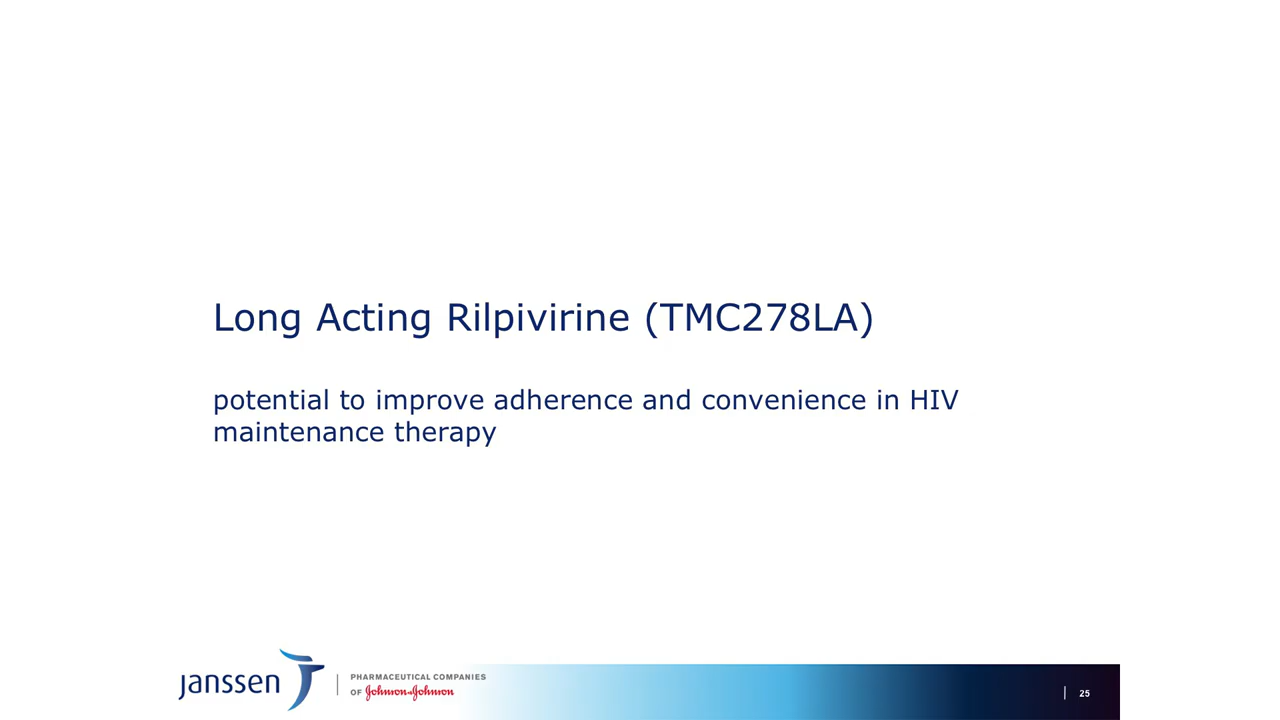 Long Acting Rilpivirine (TMC278LA)
potential to improve adherence and convenience in HIV
maintenance therapy
janssen
PHARMACEUTICAL COMPANIES
OF Johnson & Johnson
25